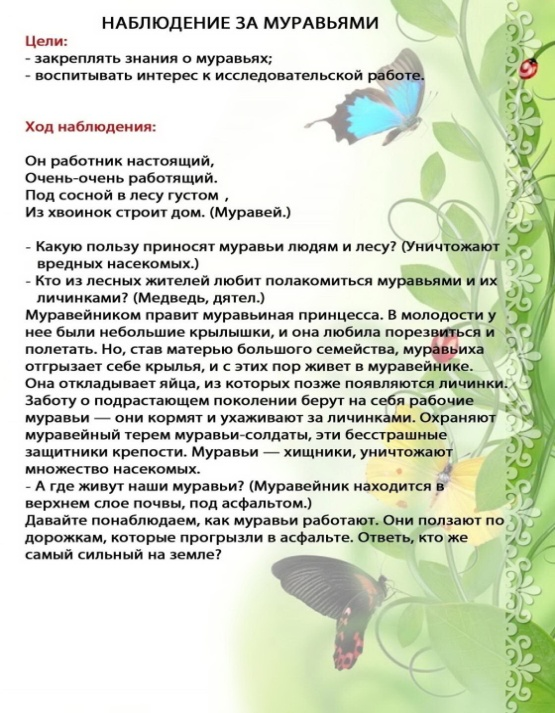 НАБЛЮДЕНИЕ ЗА МУРАВЬЯМИ
Цели:
- закреплять знания о муравьях;
- воспитывать интерес к исследовательской работе.
Ход наблюдения:
Он работник настоящий,
Очень-очень работящий.
Под сосной в лесу густом ,
Из хвоинок строит дом. (Муравей.)
- Какую пользу приносят муравьи людям и лесу? (Уничтожают
вредных насекомых.)
- Кто из лесных жителей любит полакомиться муравьями и их
личинками? (Медведь, дятел.)
Муравейником правит муравьиная принцесса. В молодости у
нее были небольшие крылышки, и она любила порезвиться и
полетать. Но, став матерью большого семейства, муравьиха
отгрызает себе крылья, и с этих пор живет в муравейнике.
Она откладывает яйца, из которых позже появляются личинки.
Заботу о подрастающем поколении берут на себя рабочие
муравьи — они кормят и ухаживают за личинками. Охраняют
муравейный терем муравьи-солдаты, эти бесстрашные
защитники крепости. Муравьи — хищники, уничтожают
множество насекомых.
- А где живут наши муравьи? (Муравейник находится в
верхнем слое почвы, под асфальтом.)
Давайте понаблюдаем, как муравьи работают. Они ползают по
дорожкам, которые прогрызли в асфальте. Ответь, кто же
самый сильный на земле?